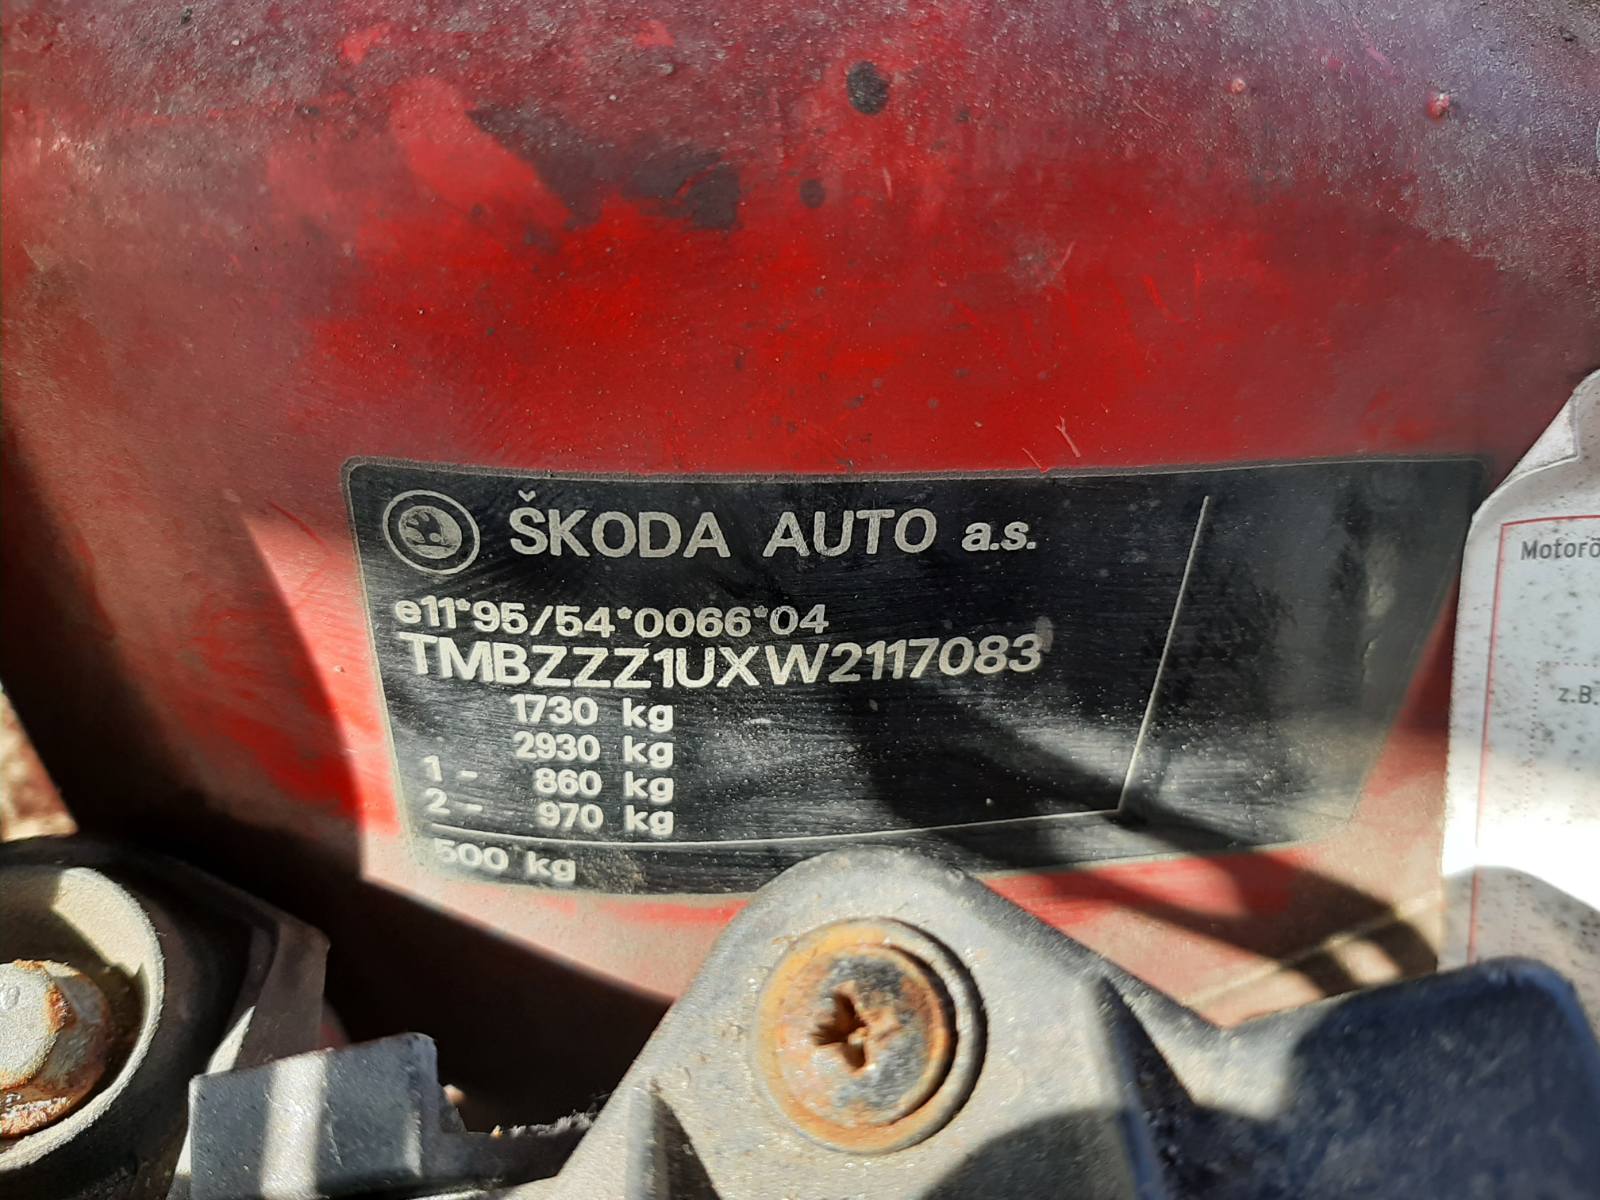 ŠKODA AUTO a.s.
e11*95/54*0066*04
TMBZZZ1UXW2117083
1730 kg
2930 kg
1 - 860 kg
2 - 970 kg
500 kg
Motorö
z.B.